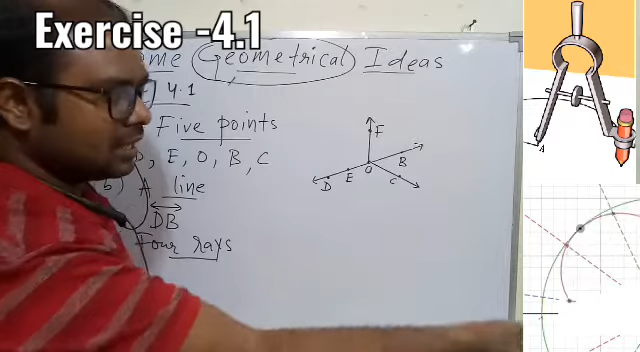 Exercise -4.1
ome Geometrical Ideas
4.1
Five points
D, E, O, B, C
b) A line
DB
Four rays
F
D E O B C
A